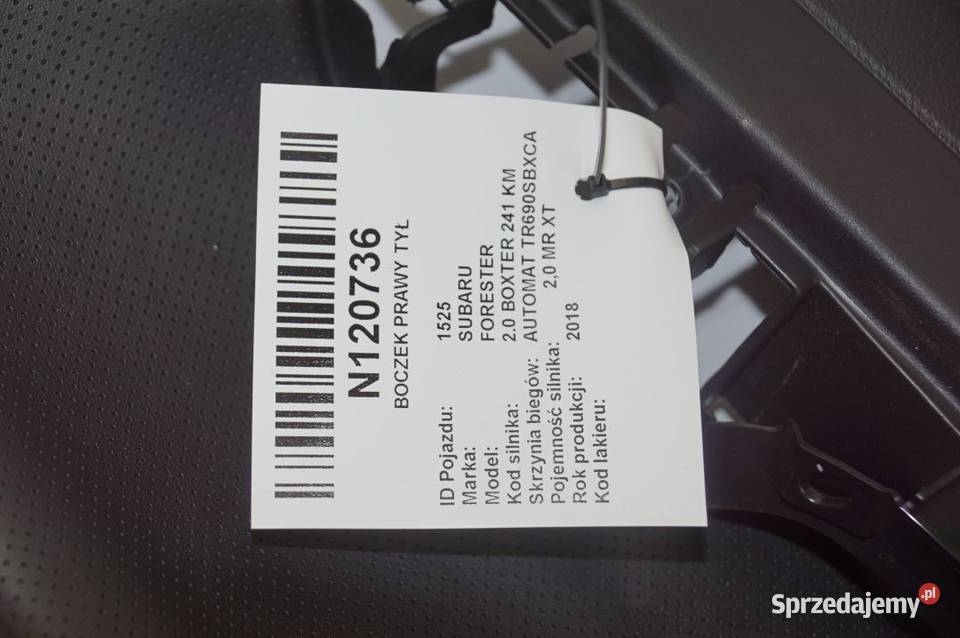 N120736
BOCZEK PRAWY TYŁ
ID Pojazdu: 1525
Marka: SUBARU
Model: FORESTER
Kod silnika: 2.0 BOXTER 241 KM
Skrzynia biegów: AUTOMAT TR690SBXCA
Pojemność silnika: 2,0 MR XT
Rok produkcji: 2018
Kod lakieru:
Sprzedajemy.pl